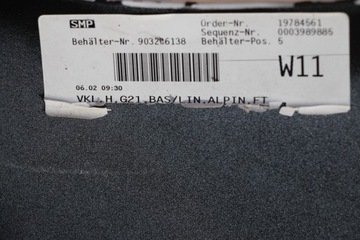 SMP Order-Nr. 19784561
Sequenz-Nr. 0003989885
Behälter-Nr. 903246138 Behälter-Pos. 5
W11
06.02 09:30
VKL.H.G21.BAS/LIN.ALPIN.FI